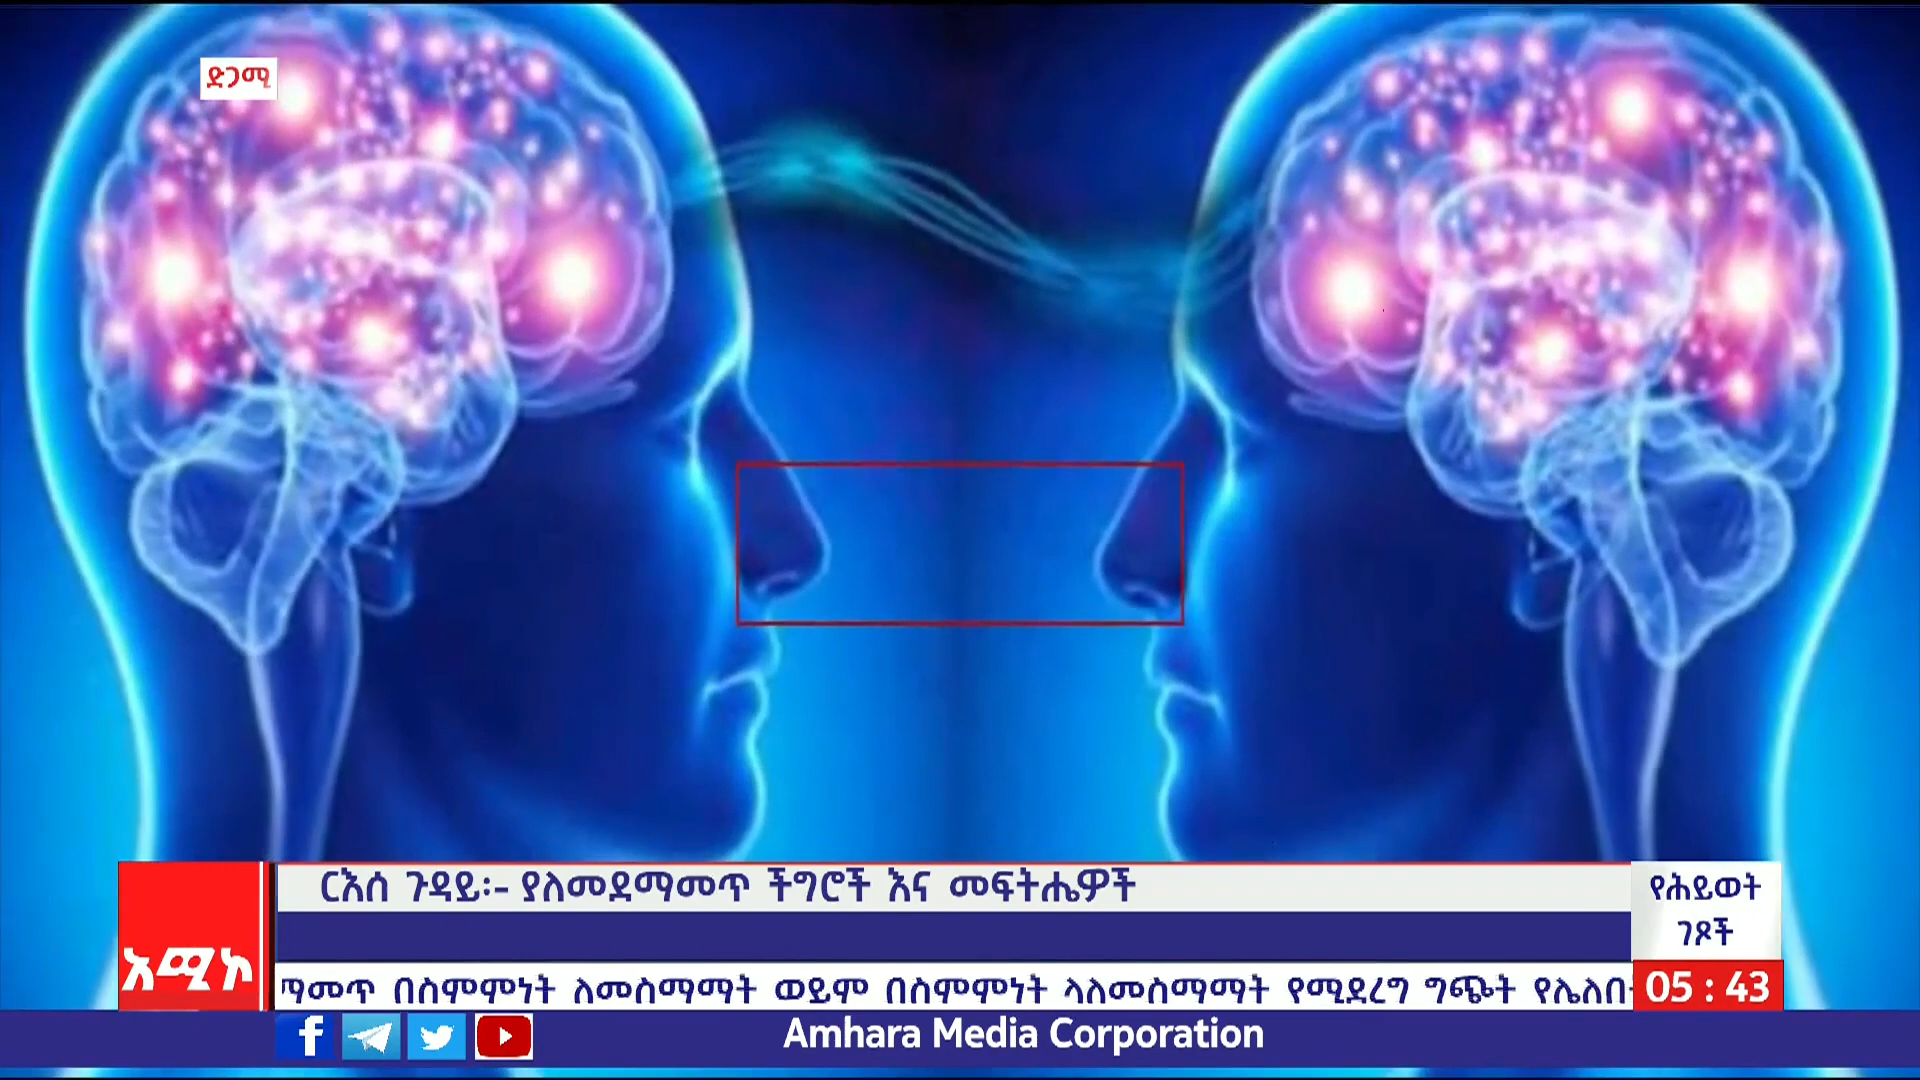 ድጋሚ
ርእሰ ጉዳይ፡- ያለመደማመጥ ችግሮች እና መፍትሔዎች
የሕይወት
ገጾች
አሚኮ
ማመጥ በስምምነት ለመስማማት ወይም በስምምነት ላለመስማማት የሚደረግ ግጭት የሌለበ
05 : 43
Amhara Media Corporation